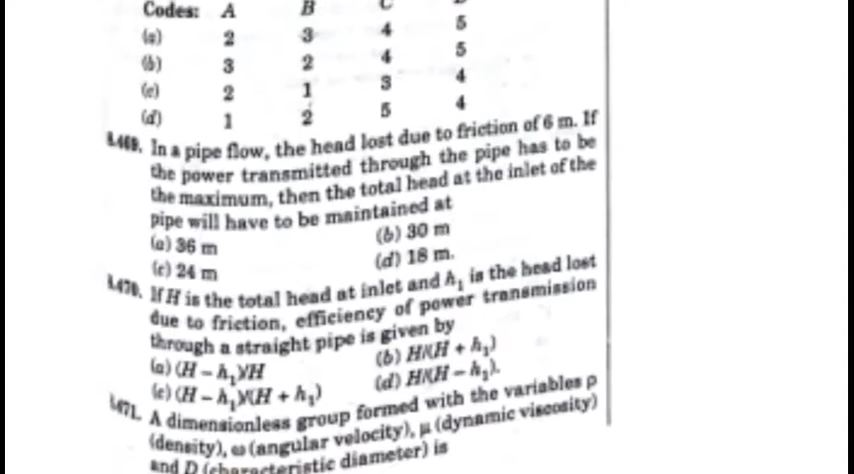 Codes: A B C
(a) 2 3 4 5
(b) 3 2 4 5
(c) 2 1 3 4
(d) 1 2 5 4
In a pipe flow, the head lost due to friction of 6 m. If
the power transmitted through the pipe has to be
the maximum, then the total head at the inlet of the
pipe will have to be maintained at
(a) 36 m (b) 30 m
(c) 24 m (d) 18 m.
If H is the total head at inlet and h₁ is the head lost
due to friction, efficiency of power transmission
through a straight pipe is given by
(a) (H – h₁)/H (b) H/(H + h₁)
(c) (H – h₁)/(H + h₁) (d) H/(H – h₁).
A dimensionless group formed with the variables ρ
(density), ω (angular velocity), μ (dynamic viscosity)
and D (characteristic diameter) is